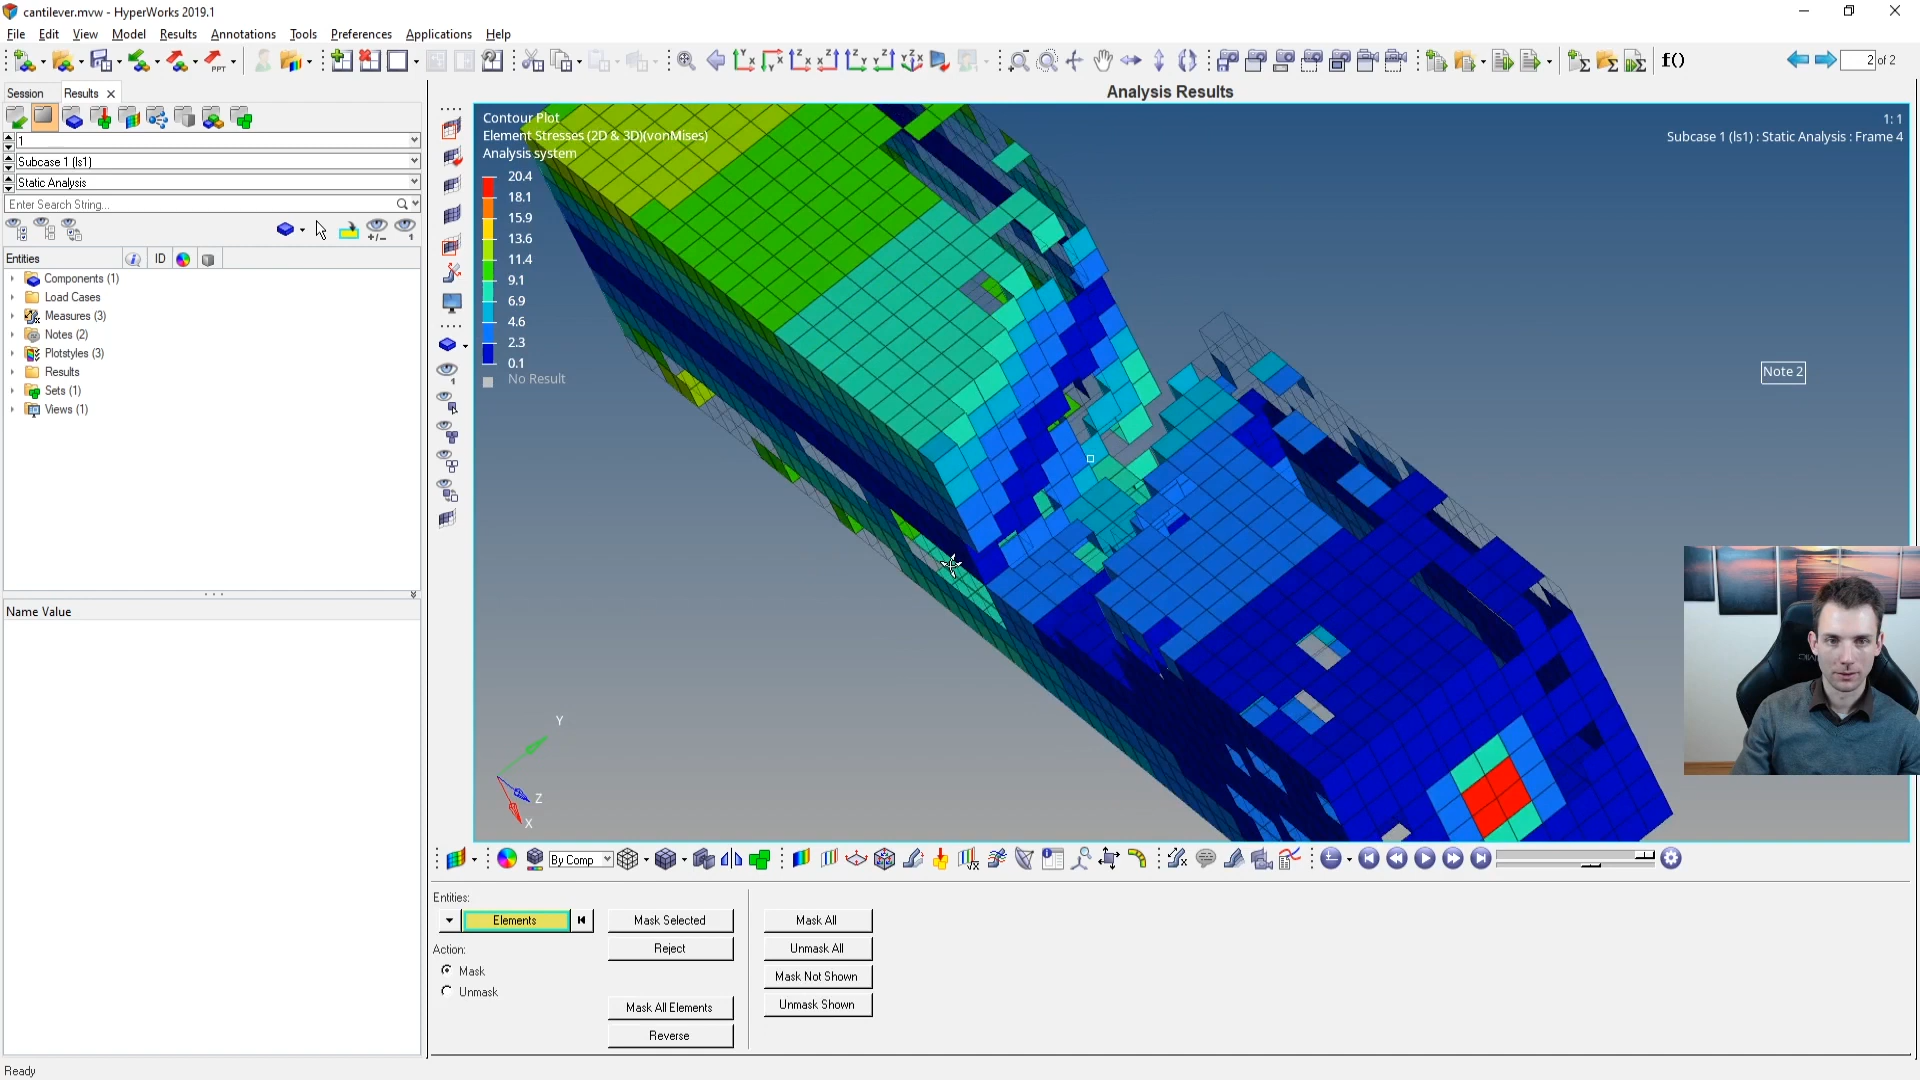 cantilever.mvw - HyperWorks 2019.1
File Edit View Model Results Annotations Tools Preferences Applications Help
PPT
f()
2 of 2
Session Results
1
Subcase 1 (ls1)
Static Analysis
Enter Search String...
Entities ID
Components (1)
Load Cases
Measures (3)
Notes (2)
Plotstyles (3)
Results
Sets (1)
Views (1)
Name Value
Analysis Results
Contour Plot
Element Stresses (2D & 3D)(vonMises)
Analysis system
20.4
18.1
15.9
13.6
11.4
9.1
6.9
4.6
2.3
0.1
No Result
1: 1
Subcase 1 (ls1) : Static Analysis : Frame 4
Note 2
Y
Z
X
By Comp
Entities:
Elements
Mask Selected
Mask All
Reject
Unmask All
Action:
Mask
Mask Not Shown
Unmask
Unmask Shown
Mask All Elements
Reverse
Ready